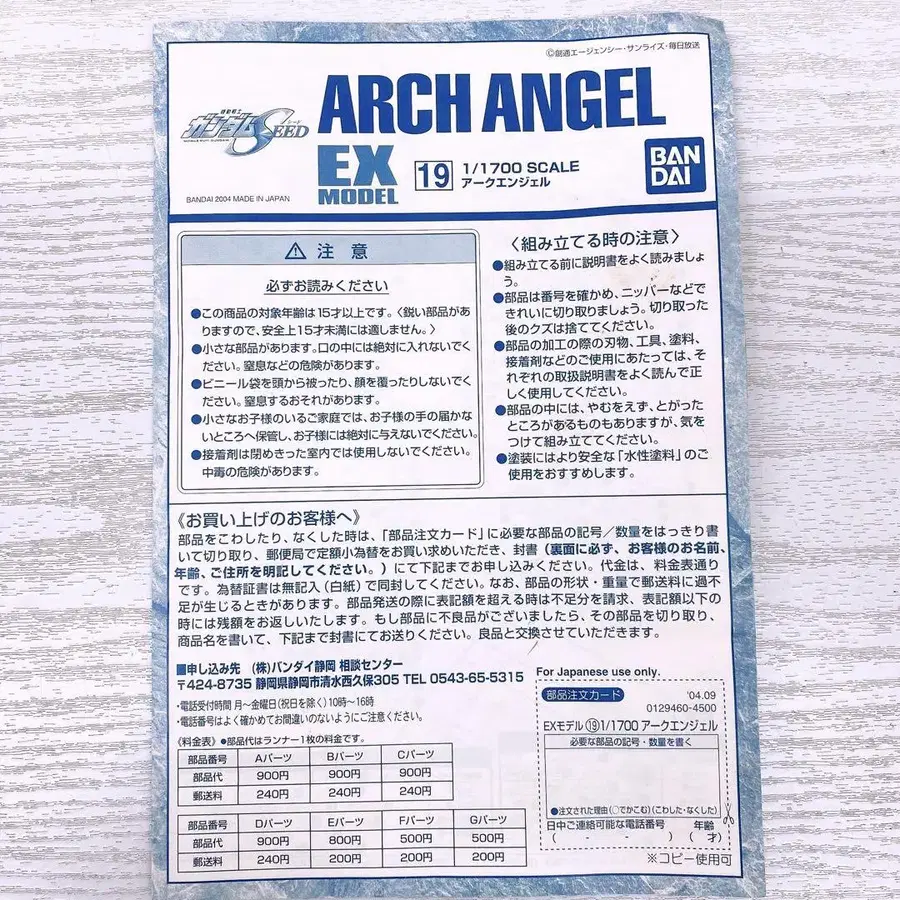 ©創通エージェンシー・サンライズ・毎日放送
機動戦士
ガンダムSEED
シード
MOBILE SUIT GUNDAM
ARCH ANGEL
EX
MODEL
19
1/1700 SCALE
アークエンジェル
BAN
DAI
BANDAI 2004 MADE IN JAPAN
⚠ 注 意
必ずお読みください
●この商品の対象年齢は15才以上です。〈鋭い部品があ
りますので、安全上15才未満には適しません。〉
●小さな部品があります。口の中には絶対に入れないでく
ださい。窒息などの危険があります。
●ビニール袋を頭から被ったり、顔を覆ったりしないでく
ださい。窒息するおそれがあります。
●小さなお子様のいるご家庭では、お子様の手の届かな
いところへ保管し、お子様には絶対に与えないでください。
●接着剤は閉めきった室内では使用しないでください。
中毒の危険があります。
〈組み立てる時の注意〉
●組み立てる前に説明書をよく読みましょ
う。
●部品は番号を確かめ、ニッパーなどで
きれいに切り取りましょう。切り取った
後のクズは捨ててください。
●部品の加工の際の刃物、工具、塗料、
接着剤などのご使用にあたっては、そ
れぞれの取扱説明書をよく読んで正し
く使用してください。
●部品の中には、やむをえず、とがった
ところがあるものもありますが、気を
つけて組み立ててください。
●塗装にはより安全な「水性塗料」のご
使用をおすすめします。
《お買い上げのお客様へ》
部品をこわしたり、なくした時は、「部品注文カード」に必要な部品の記号／数量をはっきり書
いて切り取り、郵便局で定額小為替をお買い求めいただき、封書（裏面に必ず、お客様のお名前、
年齢、ご住所を明記してください。）にて下記までお申し込みください。代金は、料金表通り
です。為替証書は無記入（白紙）で同封してください。なお、部品の形状・重量で郵送料に過不
足が生じるときがあります。部品発送の際に表記額を超える時は不足分を請求、表記額以下の
時には残額をお返しいたします。もし部品に不良品がございましたら、その部品を切り取り、
商品名を書いて、下記まで封書にてお送りください。良品と交換させていただきます。
■申し込み先 (株)バンダイ静岡 相談センター
〒424-8735 静岡県静岡市清水西久保305 TEL 0543-65-5315
・電話受付時間 月〜金曜日(祝日を除く)10時〜16時
・電話番号はよく確かめてお間違いのないようにご注意ください。
《料金表》●部品代はランナー1枚の料金です。
部品番号 Aパーツ Bパーツ Cパーツ
部品代 900円 900円 900円
郵送料 240円 240円 240円
部品番号 Dパーツ Eパーツ Fパーツ Gパーツ
部品代 900円 800円 500円 500円
郵送料 240円 200円 200円 200円
For Japanese use only.
部品注文カード
'04.09
0129460-4500
EXモデル⑲1/1700 アークエンジェル
必要な部品の記号・数量を書く
●注文された理由(○でかこむ)(こわした・なくした)
日中ご連絡可能な電話番号 年齢
( - - ) ( 才)
※コピー使用可